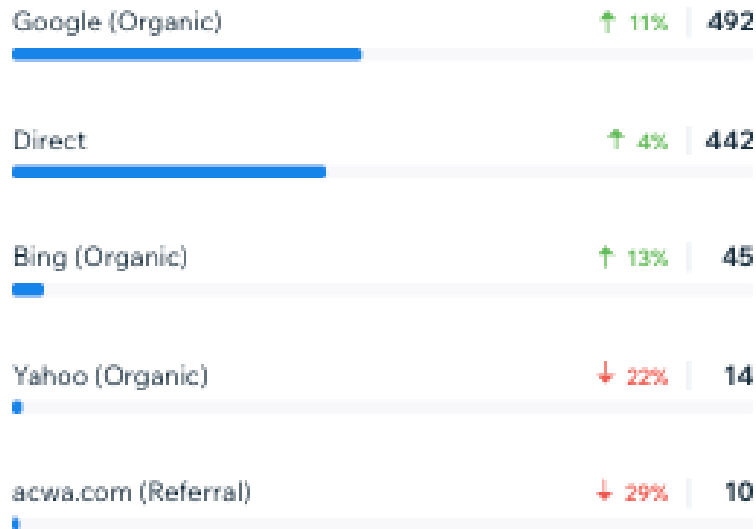 Google (Organic) ↑ 11% 492
Direct ↑ 4% 442
Bing (Organic) ↑ 13% 45
Yahoo (Organic) ↓ 22% 14
acwa.com (Referral) ↓ 29% 10